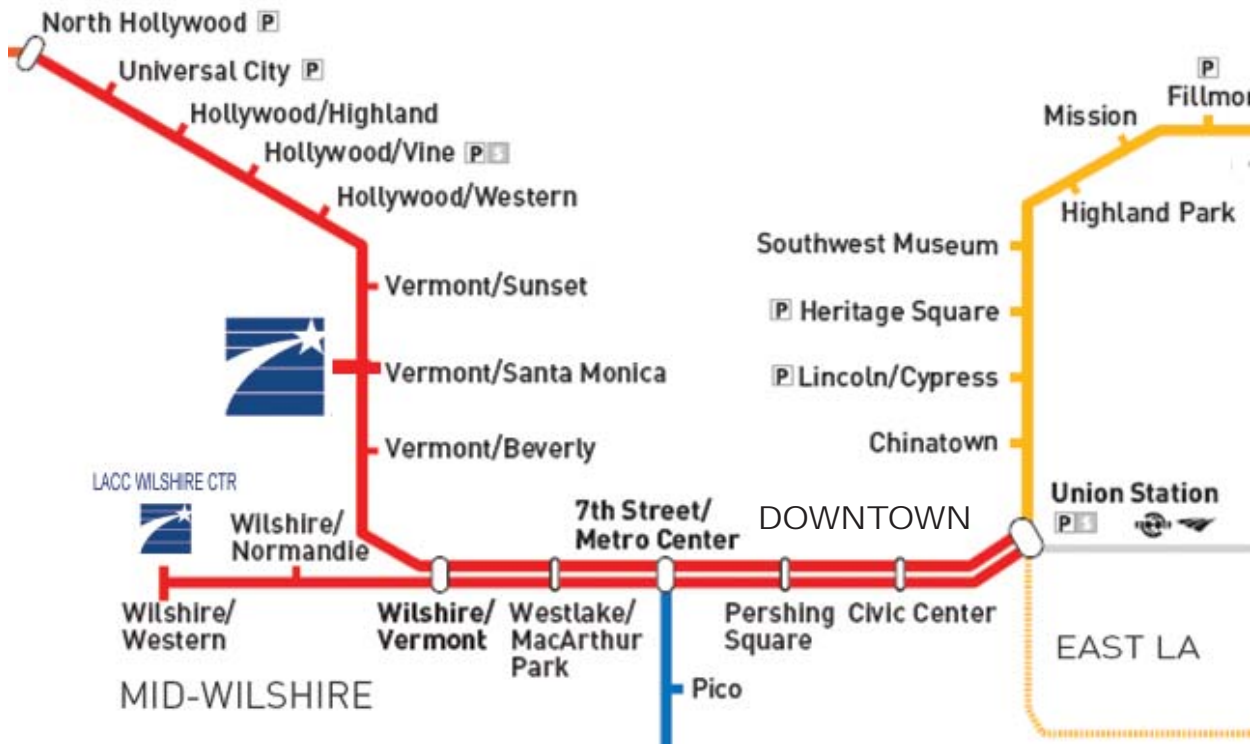 North Hollywood P
Universal City P
Hollywood/Highland
Hollywood/Vine P S
Hollywood/Western
Vermont/Sunset
Vermont/Santa Monica
Vermont/Beverly
LACC WILSHIRE CTR
Wilshire/
Normandie
Wilshire/
Western
MID-WILSHIRE
Wilshire/
Vermont
Westlake/
MacArthur
Park
7th Street/
Metro Center
Pico
DOWNTOWN
Pershing
Square
Civic Center
Union Station
P S
EAST LA
Chinatown
P Lincoln/Cypress
P Heritage Square
Southwest Museum
Highland Park
Mission
P
Fillmor